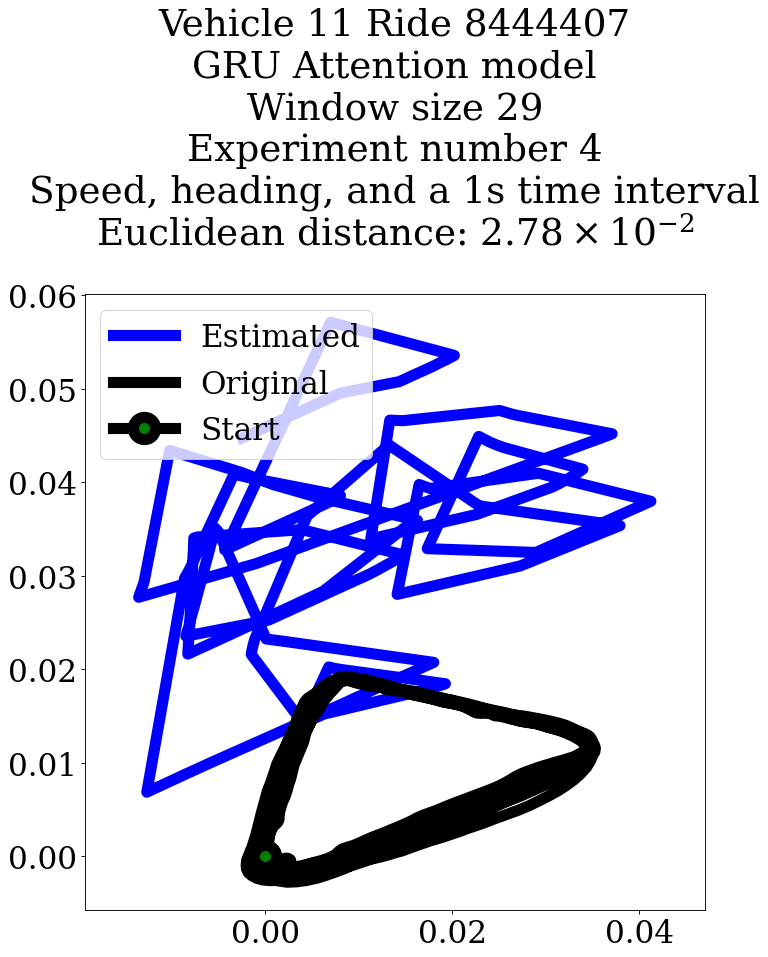 Vehicle 11 Ride 8444407
GRU Attention model
Window size 29
Experiment number 4
Speed, heading, and a 1s time interval
Euclidean distance: 2.78 × 10⁻²
0.06
0.05
0.04
0.03
0.02
0.01
0.00
Estimated
Original
Start
0.00 0.02 0.04